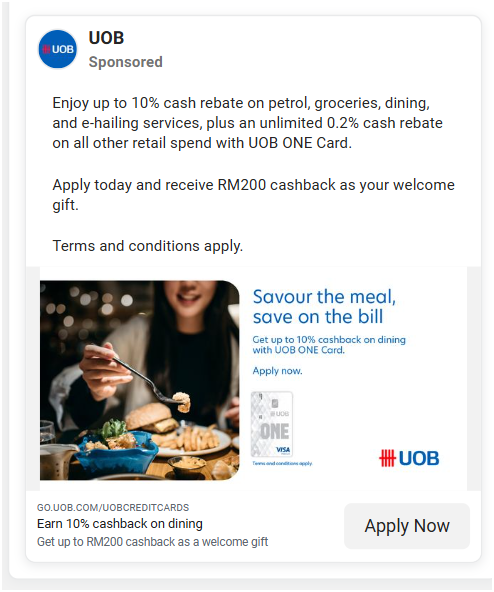 UOB
UOB
Sponsored
Enjoy up to 10% cash rebate on petrol, groceries, dining,
and e-hailing services, plus an unlimited 0.2% cash rebate
on all other retail spend with UOB ONE Card.
Apply today and receive RM200 cashback as your welcome
gift.
Terms and conditions apply.
Savour the meal,
save on the bill
Get up to 10% cashback on dining
with UOB ONE Card.
Apply now.
UOB
ONE
VISA
Terms and conditions apply.
UOB
GO.UOB.COM/UOBCREDITCARDS
Earn 10% cashback on dining
Get up to RM200 cashback as a welcome gift
Apply Now